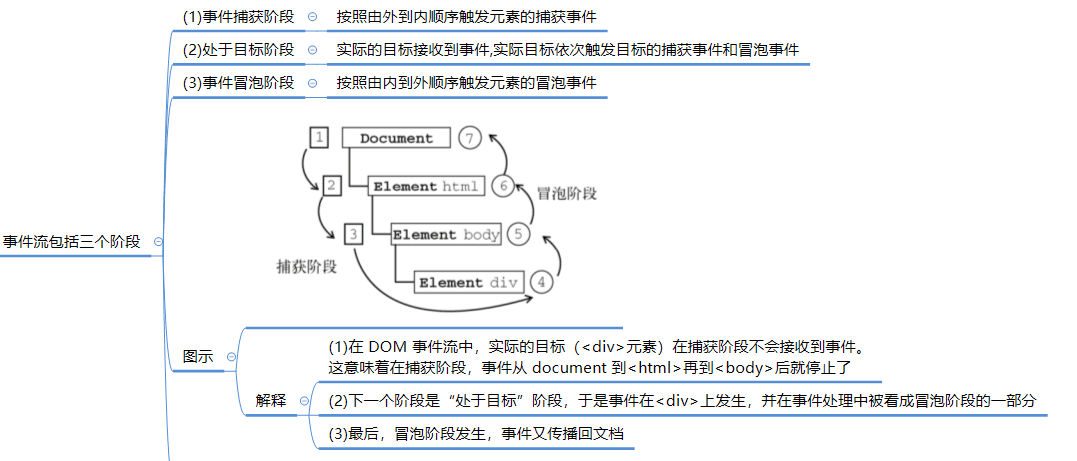 (1)事件捕获阶段 按照由外到内顺序触发元素的捕获事件
(2)处于目标阶段 实际的目标接收到事件,实际目标依次触发目标的捕获事件和冒泡事件
(3)事件冒泡阶段 按照由内到外顺序触发元素的冒泡事件
1 Document 7
2 Element html 6
冒泡阶段
3 Element body 5
事件流包括三个阶段
捕获阶段
Element div 4
图示
(1)在 DOM 事件流中，实际的目标（<div>元素）在捕获阶段不会接收到事件。
这意味着在捕获阶段，事件从 document 到<html>再到<body>后就停止了
解释
(2)下一个阶段是“处于目标”阶段，于是事件在<div>上发生，并在事件处理中被看成冒泡阶段的一部分
(3)最后，冒泡阶段发生，事件又传播回文档